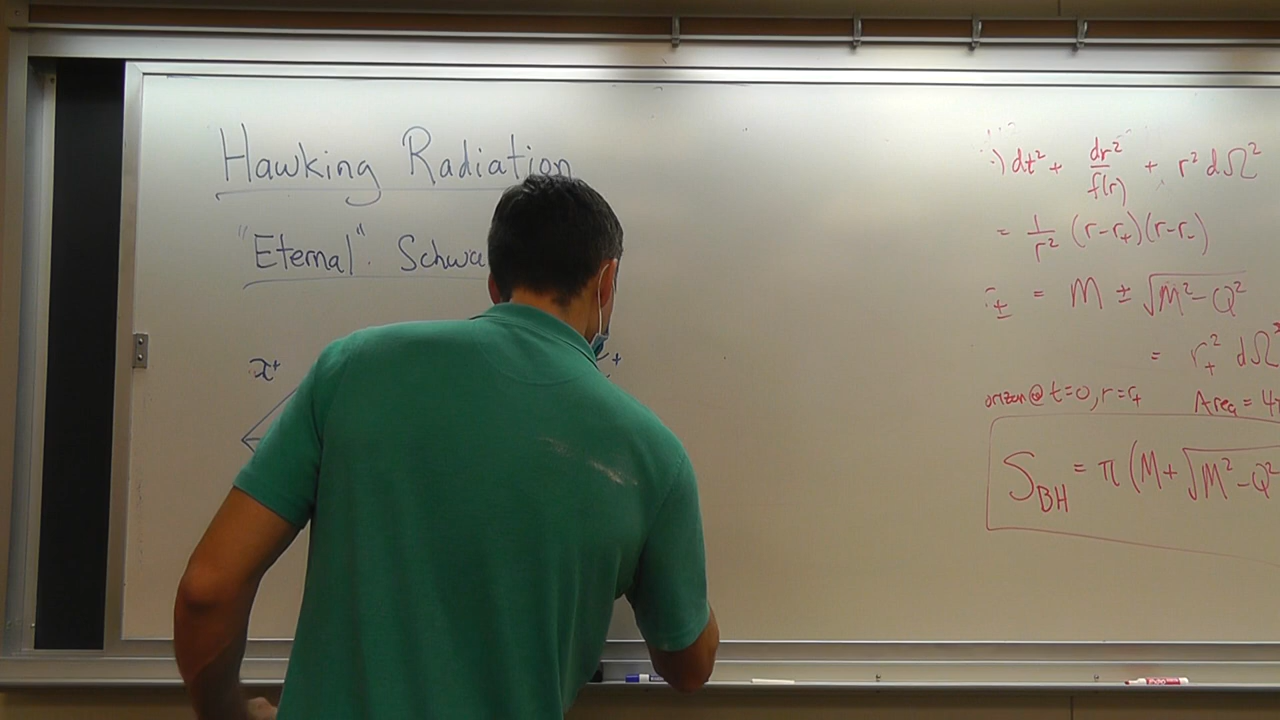 Hawking Radiation
"Eternal". Schwa
x⁺
dt² + dr²/f(r) + r² dΩ²
= 1/r² (r-r₊)(r-r₋)
± = M ± √M²-Q²
= r₊² dΩ²
orizon @ t=0, r=r₊ Area = 4
S_BH = π (M + √M²-Q²